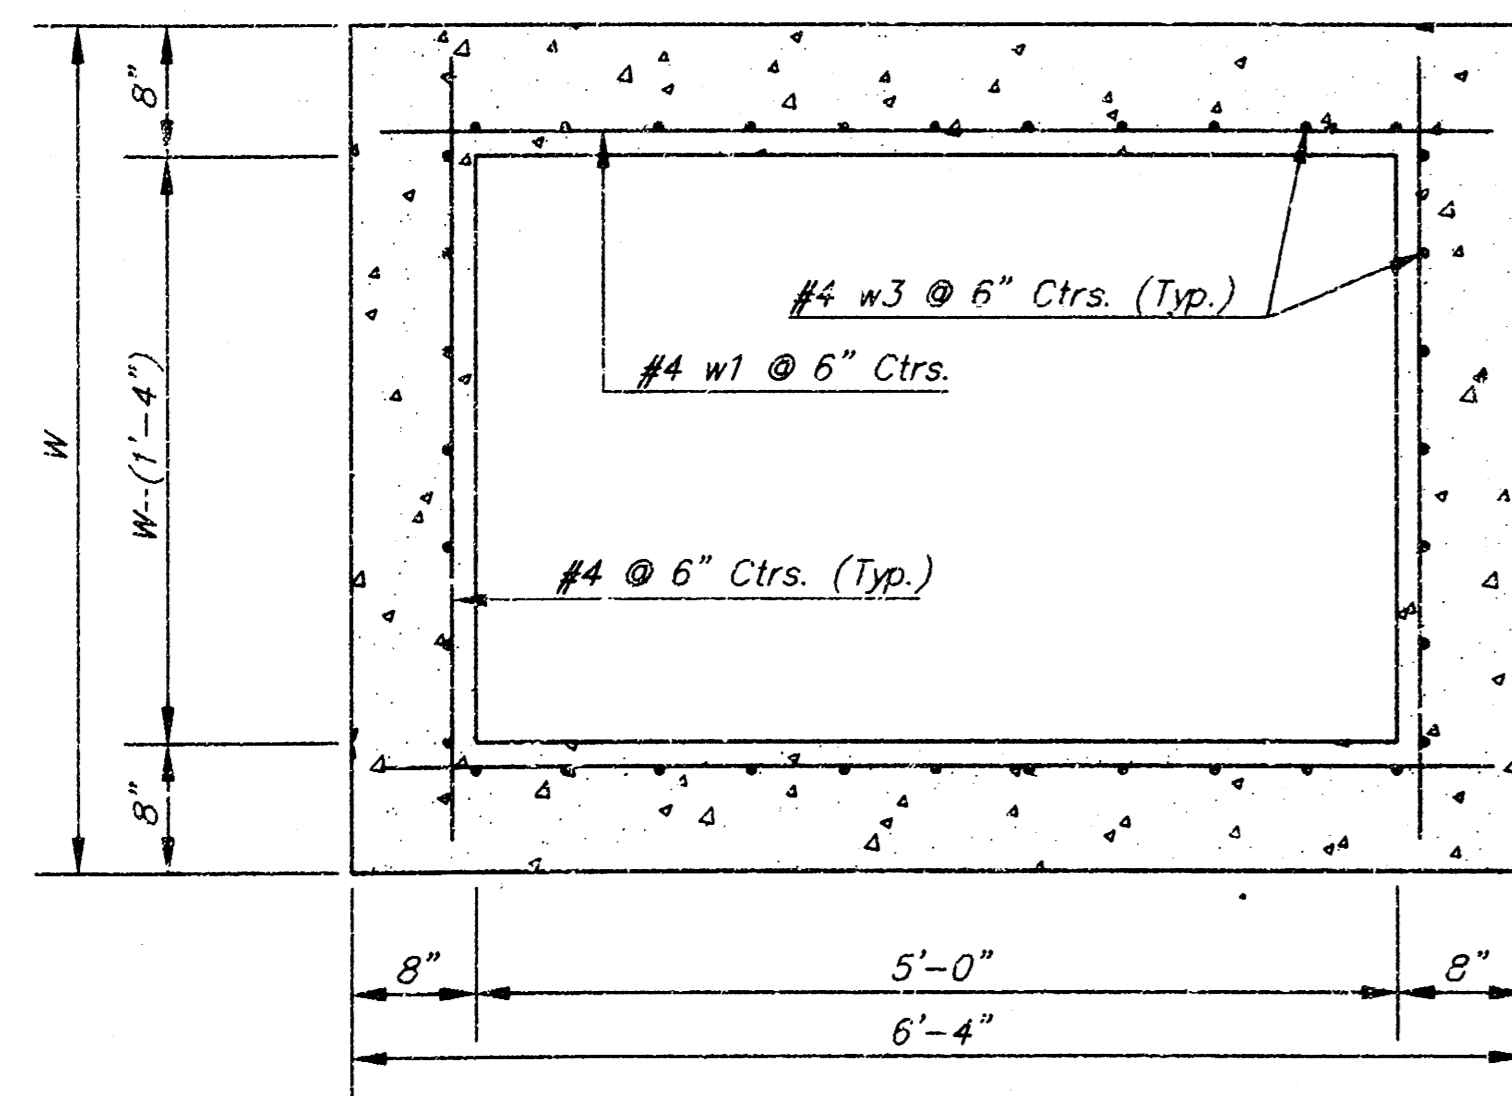 8"
#4 w3 @ 6" Ctrs. (Typ.)
#4 w1 @ 6" Ctrs.
W
W--(1'-4")
#4 @ 6" Ctrs. (Typ.)
8"
8"
5'-0"
8"
6'-4"